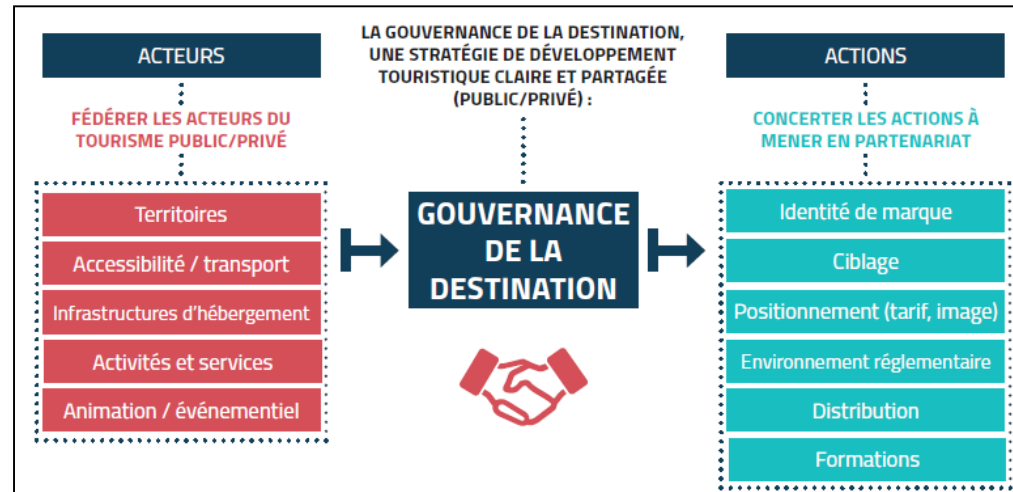 ACTEURS
FÉDÉRER LES ACTEURS DU
TOURISME PUBLIC/PRIVÉ
Territoires
Accessibilité / transport
Infrastructures d'hébergement
Activités et services
Animation / événementiel
LA GOUVERNANCE DE LA DESTINATION,
UNE STRATÉGIE DE DÉVELOPPEMENT
TOURISTIQUE CLAIRE ET PARTAGÉE
(PUBLIC/PRIVÉ) :
GOUVERNANCE
DE LA
DESTINATION
ACTIONS
CONCERTER LES ACTIONS À
MENER EN PARTENARIAT
Identité de marque
Ciblage
Positionnement (tarif, image)
Environnement réglementaire
Distribution
Formations